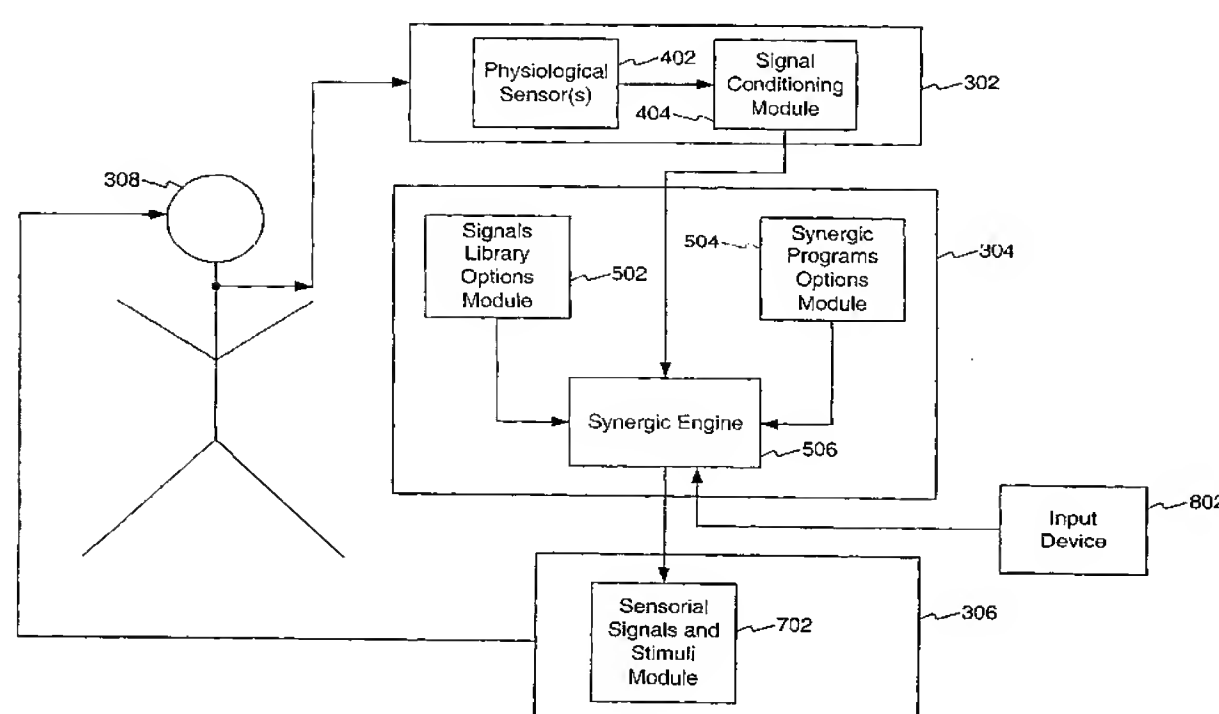 Physiological
Sensor(s)
402
Signal
Conditioning
Module
404
302
308
Signals
Library
Options
Module
502
504
Synergic
Programs
Options
Module
304
Synergic Engine
506
Input
Device
802
Sensorial
Signals and
Stimuli
Module
702
306